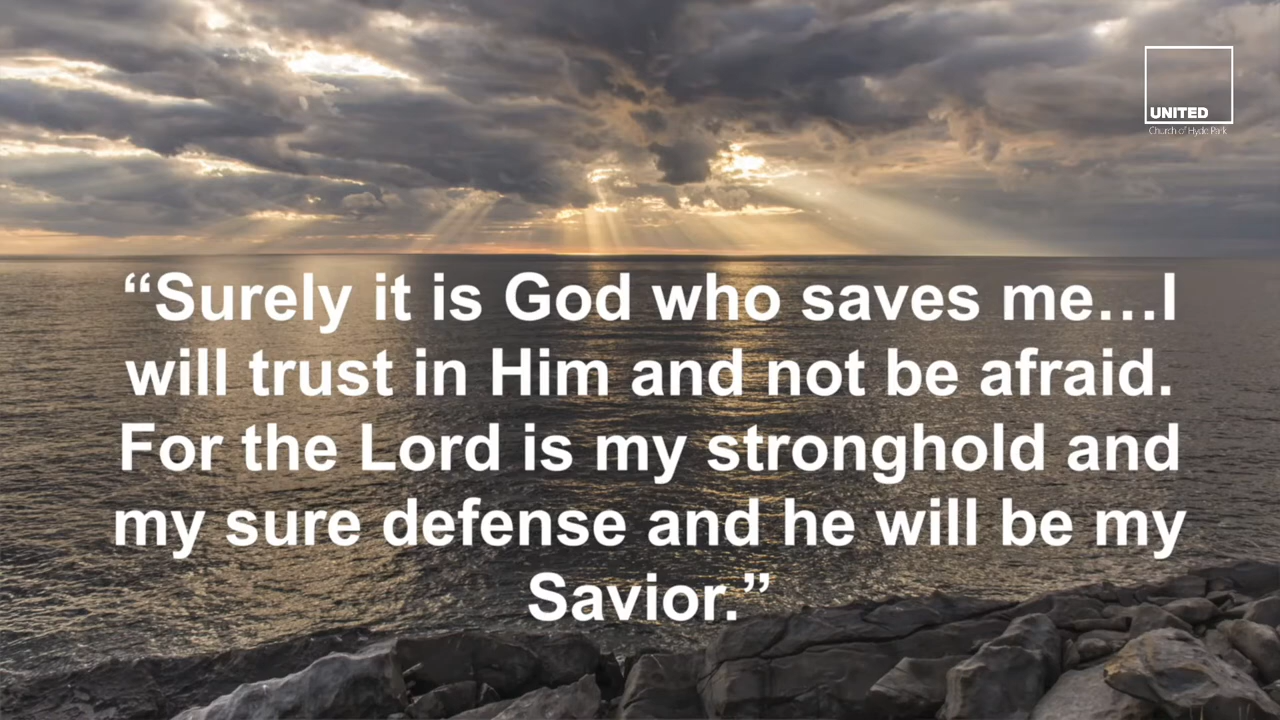 UNITED
Church of Hyde Park
“Surely it is God who saves me…I
will trust in Him and not be afraid.
For the Lord is my stronghold and
my sure defense and he will be my
Savior.”